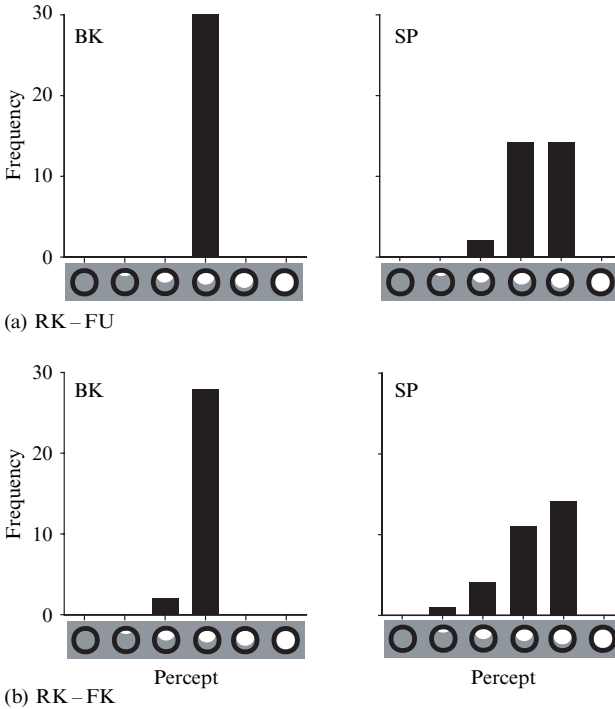 30
20
10
0
Frequency
BK
SP
(a) RK – FU
30
20
10
0
Frequency
BK
SP
Percept
Percept
(b) RK – FK